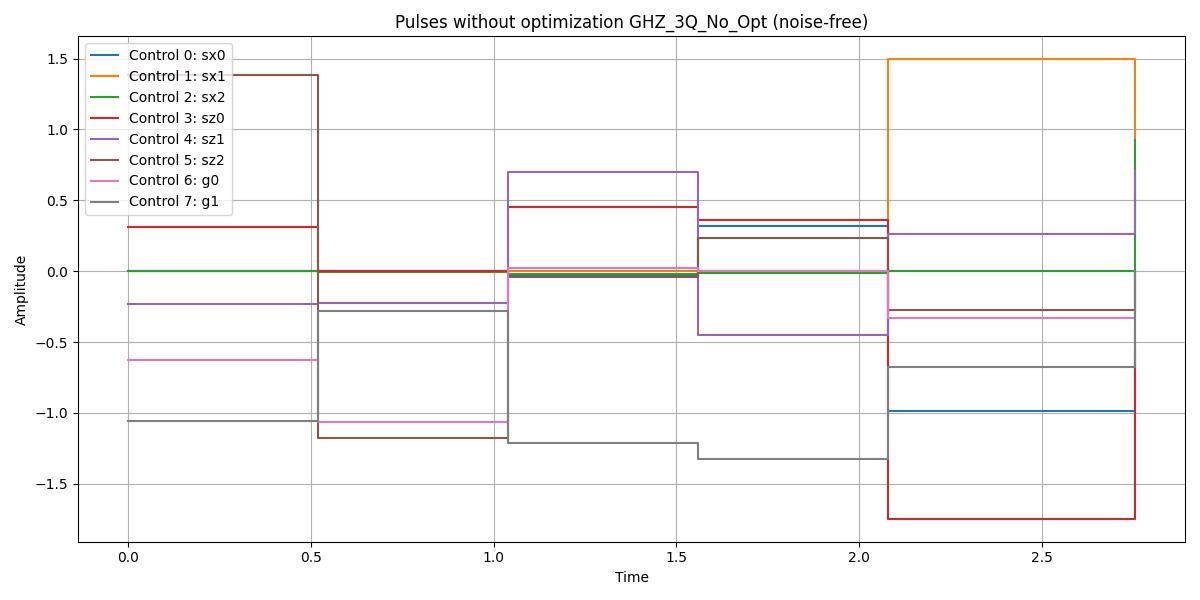 Pulses without optimization GHZ_3Q_No_Opt (noise-free)
Control 0: sx0
Control 1: sx1
Control 2: sx2
Control 3: sz0
Control 4: sz1
Control 5: sz2
Control 6: g0
Control 7: g1
1.5
1.0
0.5
0.0
−0.5
−1.0
−1.5
Amplitude
0.0 0.5 1.0 1.5 2.0 2.5
Time